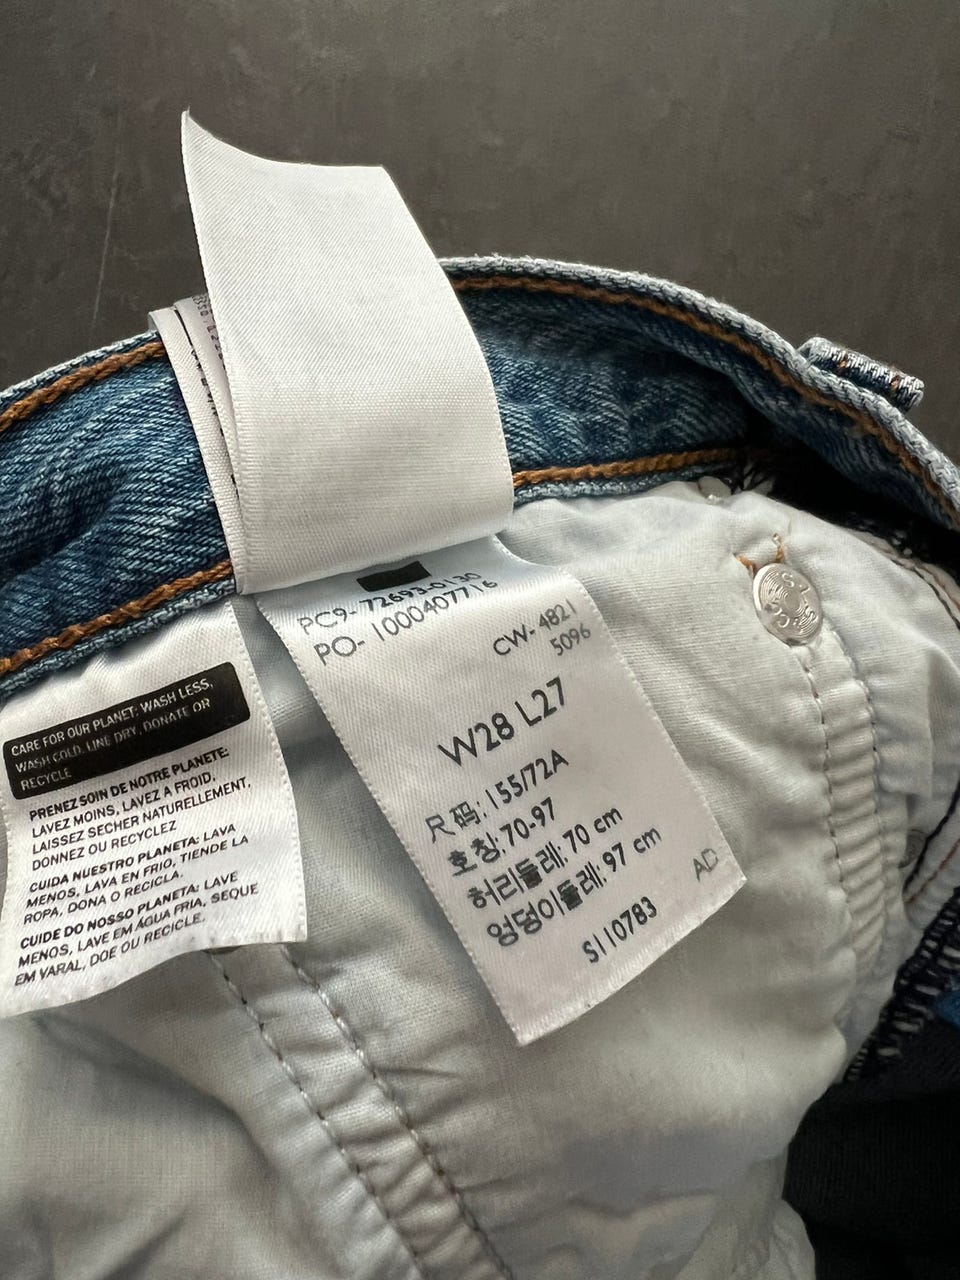 CARE FOR OUR PLANET: WASH LESS,
WASH COLD, LINE DRY, DONATE OR
RECYCLE
PRENEZ SOIN DE NOTRE PLANETE:
LAVEZ MOINS, LAVEZ A FROID,
LAISSEZ SECHER NATURELLEMENT,
DONNEZ OU RECYCLEZ
CUIDA NUESTRO PLANETA: LAVA
MENOS, LAVA EN FRIO, TIENDE LA
ROPA, DONA O RECICLA.
CUIDE DO NOSSO PLANETA: LAVE
MENOS, LAVE EM ÁGUA FRIA, SEQUE
EM VARAL, DOE OU RECICLE.
PC9-72693-0130
PO-1000407716
CW-4821
5096
W28 L27
尺码: 155/72A
호칭: 70-97
허리둘레: 70 cm
엉덩이둘레: 97 cm
AD
S110783